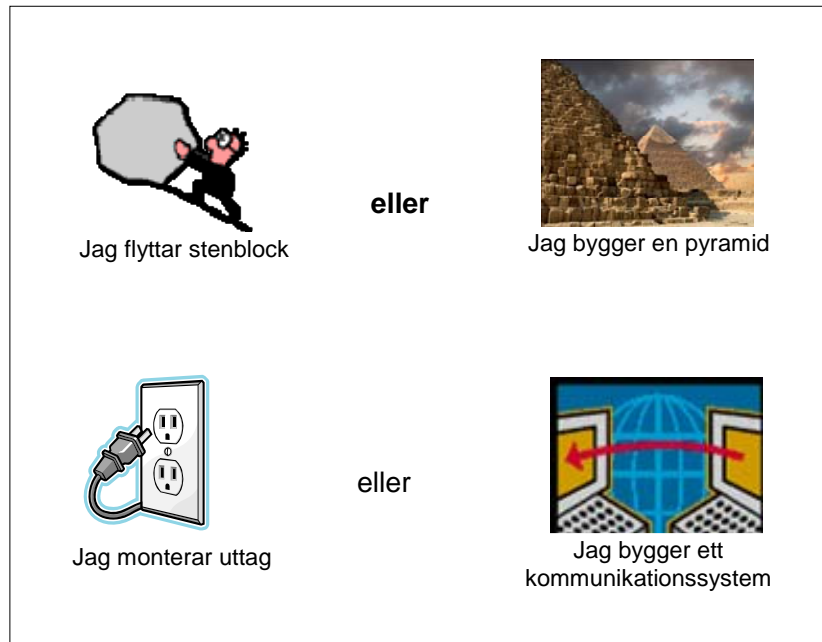 eller
Jag flyttar stenblock
Jag bygger en pyramid
eller
Jag monterar uttag
Jag bygger ett
kommunikationssystem